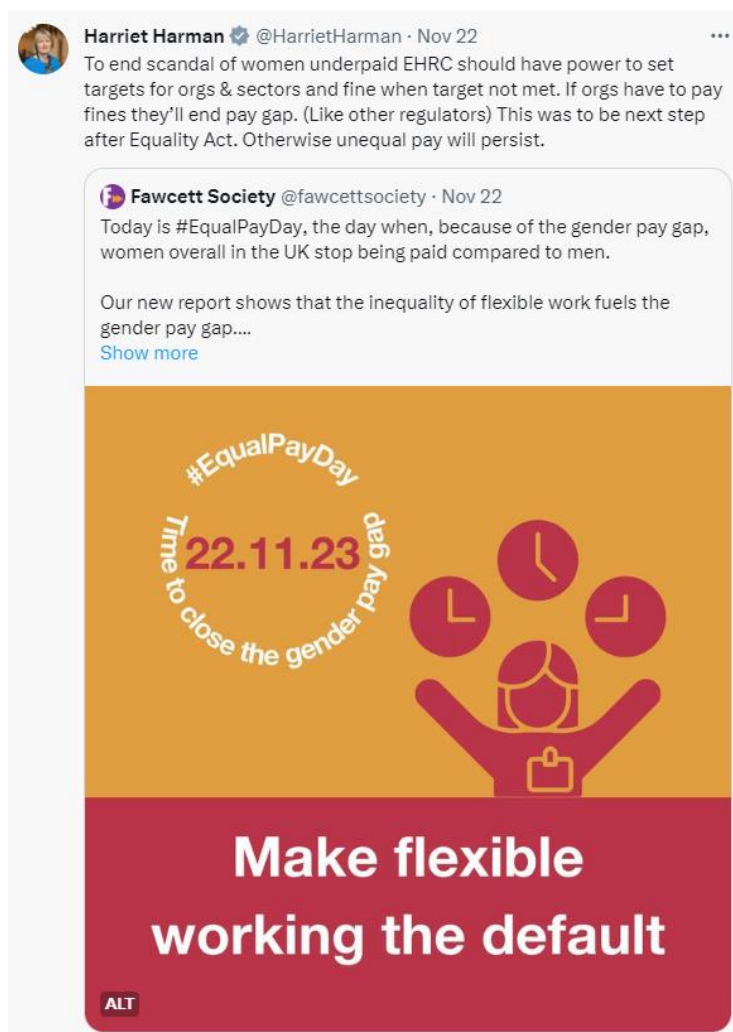 Harriet Harman @HarrietHarman · Nov 22
To end scandal of women underpaid EHRC should have power to set
targets for orgs & sectors and fine when target not met. If orgs have to pay
fines they’ll end pay gap. (Like other regulators) This was to be next step
after Equality Act. Otherwise unequal pay will persist.
Fawcett Society @fawcettsociety · Nov 22
Today is #EqualPayDay, the day when, because of the gender pay gap,
women overall in the UK stop being paid compared to men.
Our new report shows that the inequality of flexible work fuels the
gender pay gap....
Show more
#EqualPayDay
22.11.23
Time to close the gender pay gap
Make flexible
working the default
ALT